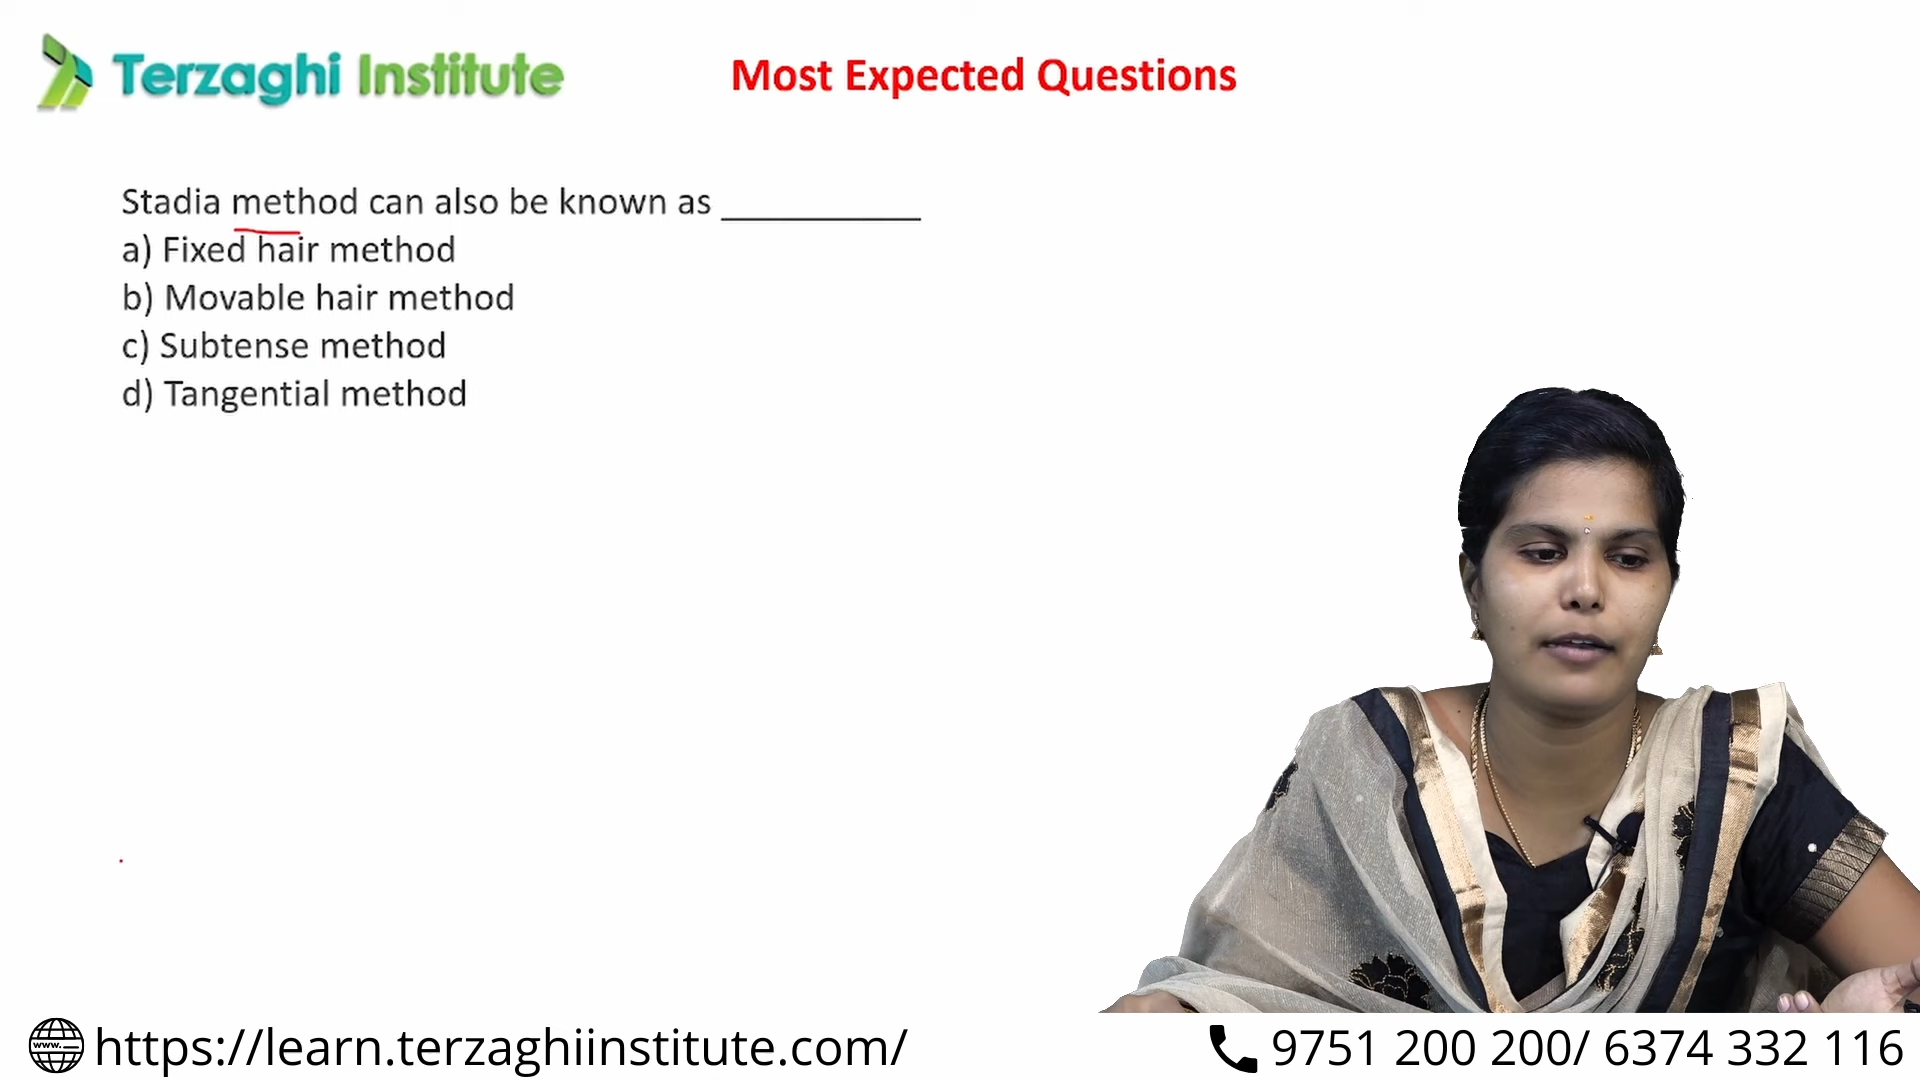 Terzaghi Institute
Most Expected Questions
Stadia method can also be known as ___________
a) Fixed hair method
b) Movable hair method
c) Subtense method
d) Tangential method
www.
https://learn.terzaghiinstitute.com/
9751 200 200/ 6374 332 116